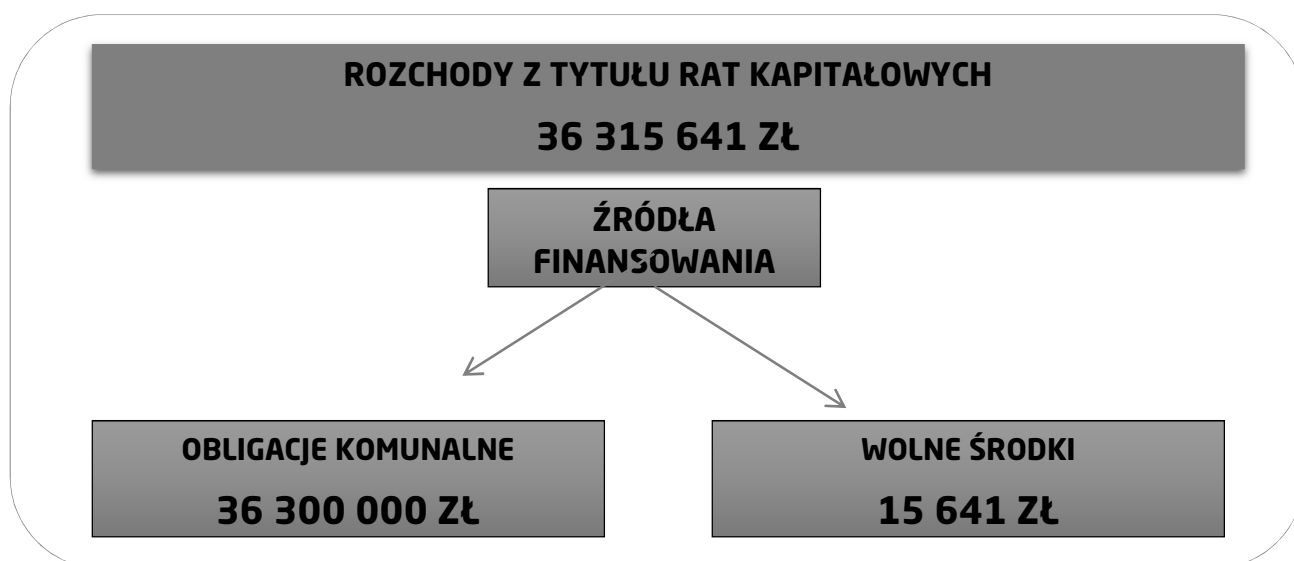 ROZCHODY Z TYTUŁU RAT KAPITAŁOWYCH
36 315 641 ZŁ
ŹRÓDŁA
FINANSOWANIA
OBLIGACJE KOMUNALNE
36 300 000 ZŁ
WOLNE ŚRODKI
15 641 ZŁ